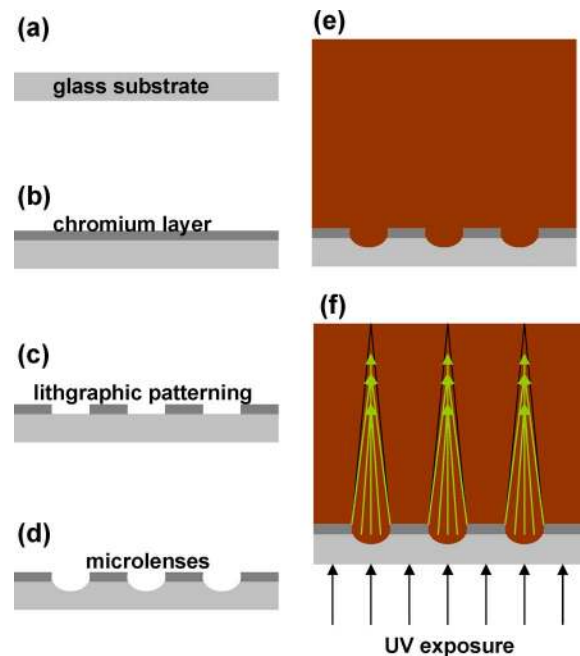 (a)
glass substrate
(b)
chromium layer
(c)
lithgraphic patterning
(d)
microlenses
(e)
(f)
UV exposure